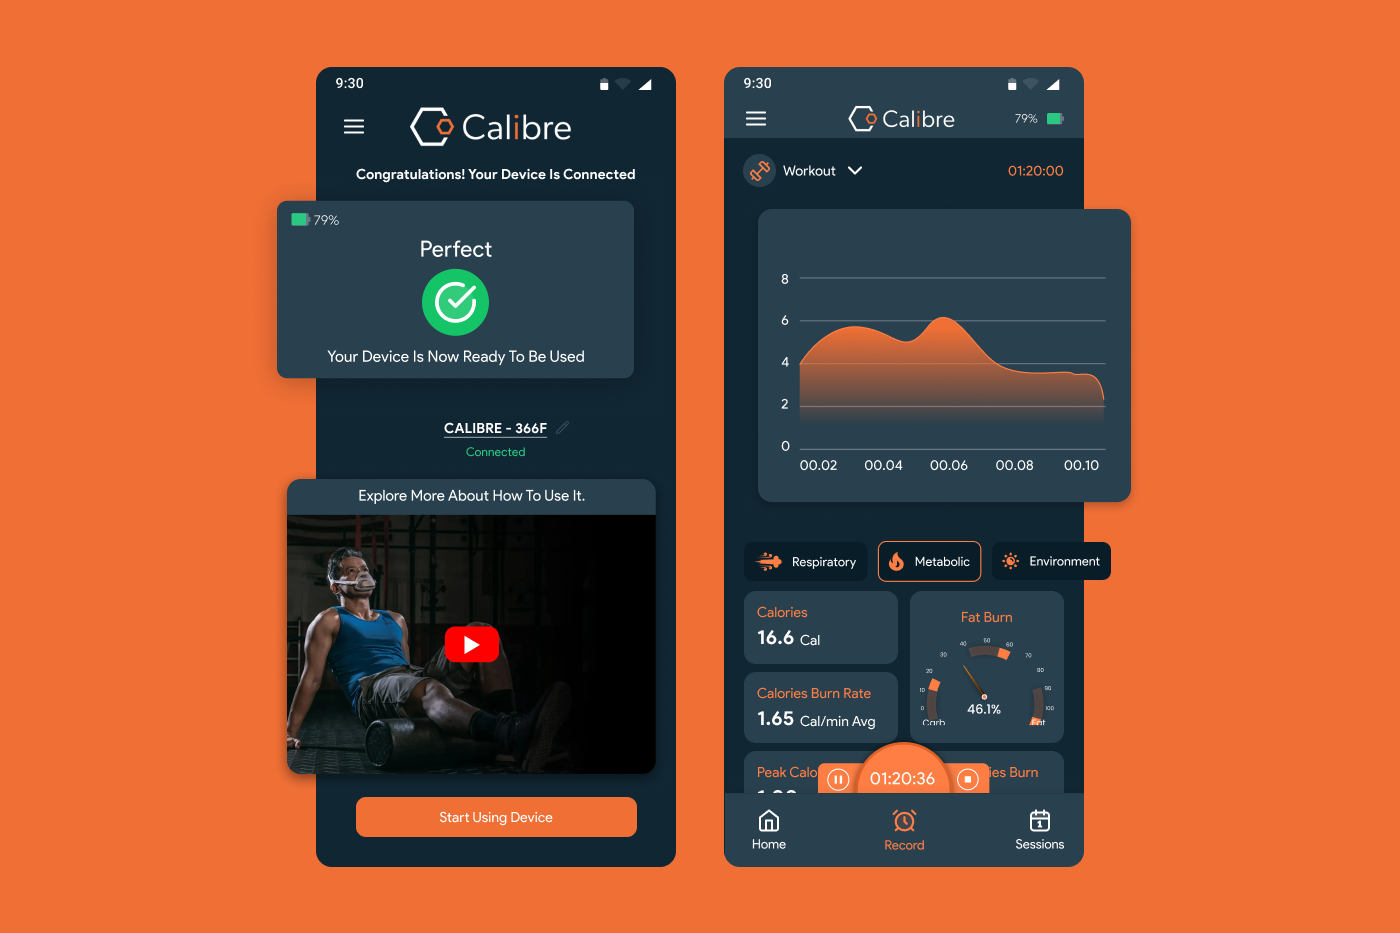 9:30
Calibre
Congratulations! Your Device Is Connected
79%
Perfect
Your Device Is Now Ready To Be Used
CALIBRE - 366F
Connected
Explore More About How To Use It.
Start Using Device
9:30
Calibre
79%
Workout
01:20:00
8
6
4
2
0
00.02 00.04 00.06 00.08 00.10
Respiratory
Metabolic
Environment
Calories
16.6 Cal
Calories Burn Rate
1.65 Cal/min Avg
Fat Burn
0 10 20 30 40 50 60 70 80 90 100
46.1%
Carb
Fat
Peak Calo
ies Burn
01:20:36
Home
Record
1
Sessions